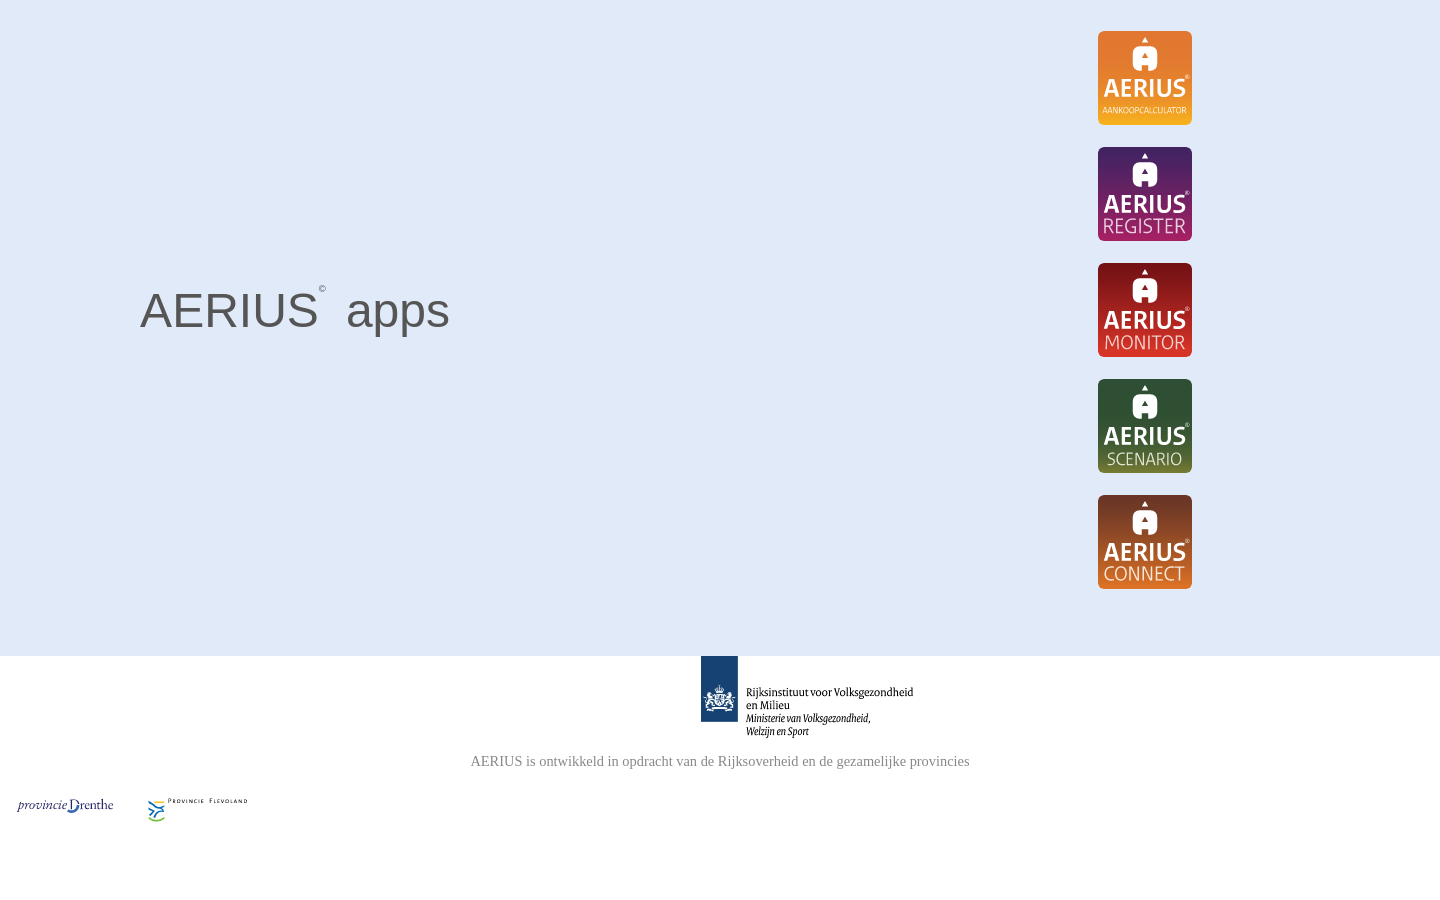 AERIUS© apps
AERIUS®
AANKOOPCALCULATOR
AERIUS®
REGISTER
AERIUS®
MONITOR
AERIUS®
SCENARIO
AERIUS®
CONNECT
Rijksinstituut voor Volksgezondheid
en Milieu
Ministerie van Volksgezondheid,
Welzijn en Sport
AERIUS is ontwikkeld in opdracht van de Rijksoverheid en de gezamelijke provincies
provincie Drenthe
PROVINCIE FLEVOLAND